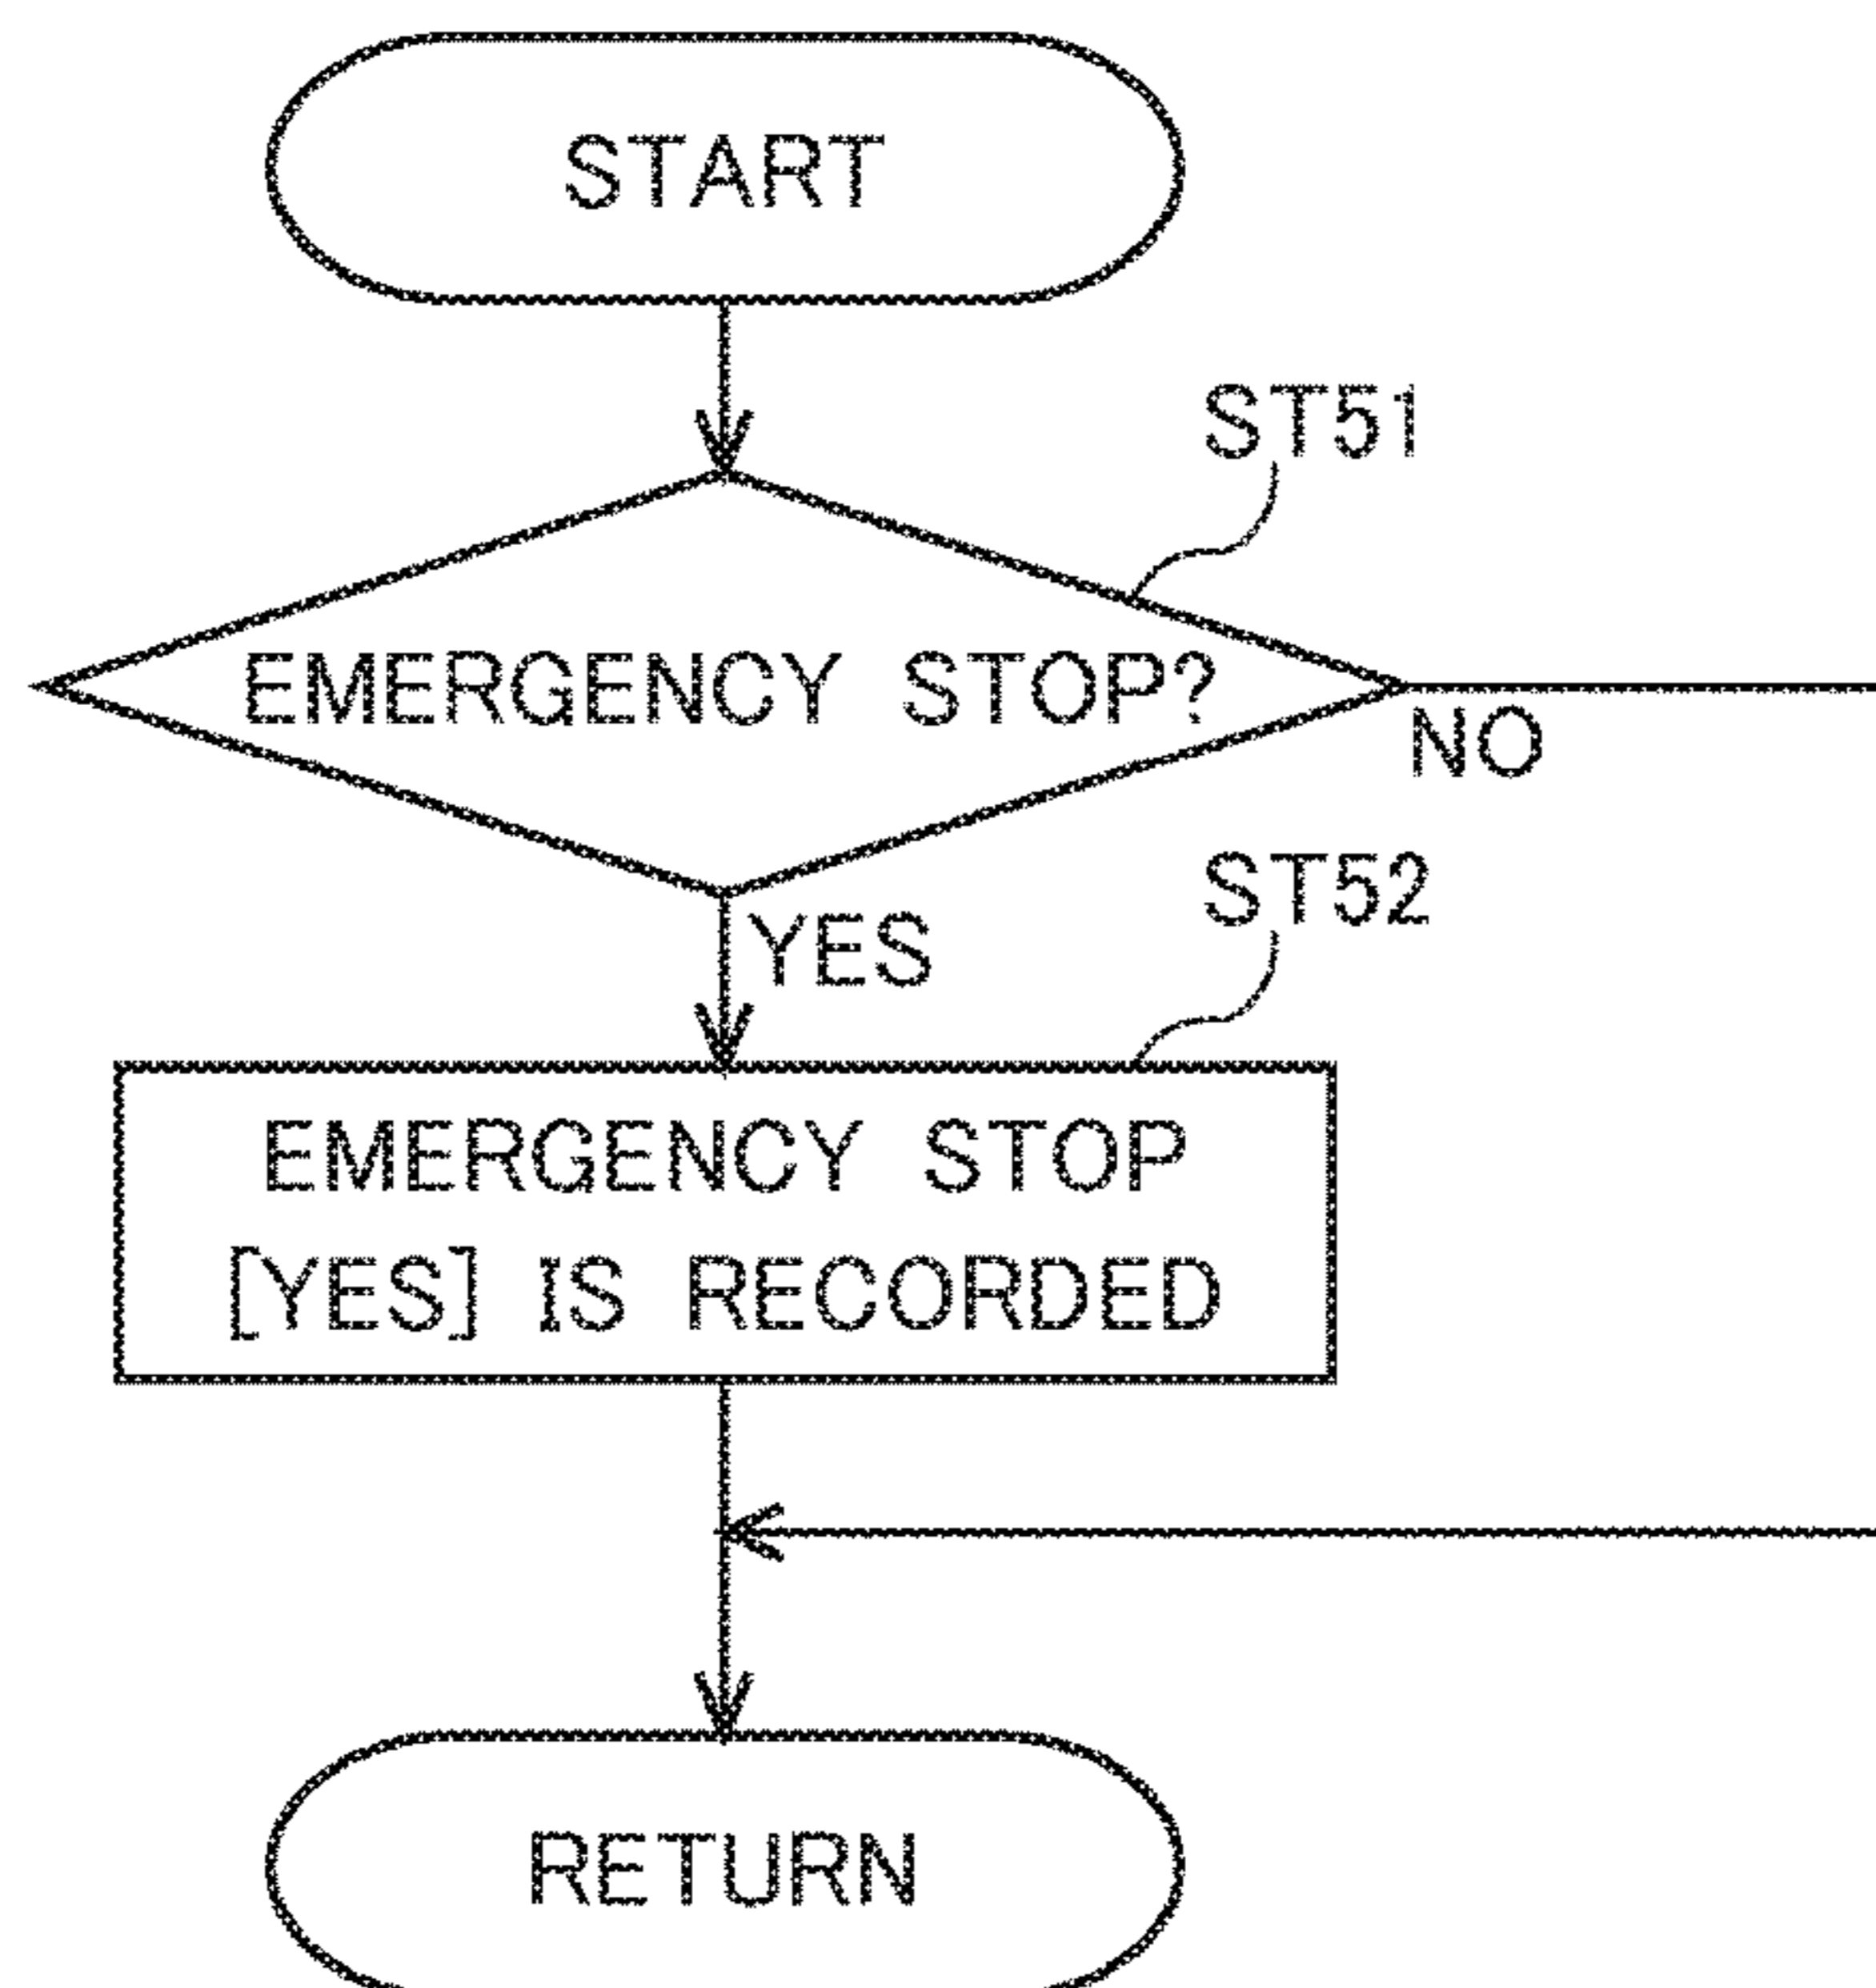 START
ST51
EMERGENCY STOP?
NO
ST52
YES
EMERGENCY STOP
[YES] IS RECORDED
RETURN